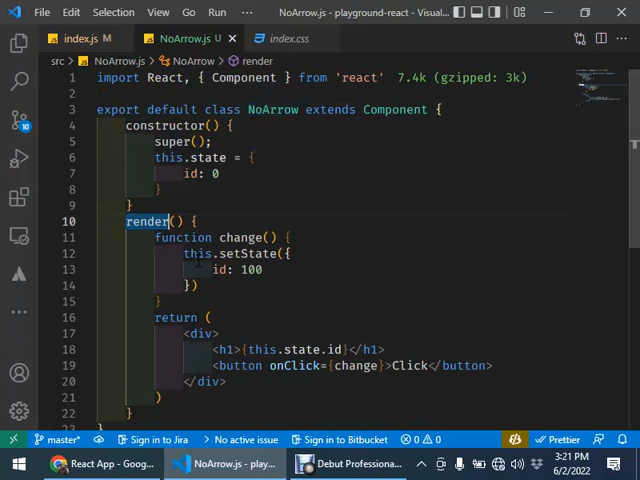 File Edit Selection ··· NoArrow.js - playground-react - Visual...
index.js M NoArrow.js U index.css
src > NoArrow.js > NoArrow > render
1 import React, { Component } from 'react' 7.4k (gzipped: 3k)
2
3 export default class NoArrow extends Component {
4 constructor() {
5 super();
6 this.state = {
7 id: 0
8 }
9 }
10 render() {
11 function change() {
12 this.setState({
13 id: 100
14 })
15 }
16 return (
17 <div>
18 <h1>{this.state.id}</h1>
19 <button onClick={change}>Click</button>
20 </div>
21 )
22 }
23 }
10
master* Sign in to Jira No active issue Sign in to Bitbucket 0 0 Prettier
React App - Goog... NoArrow.js - play... Debut Professiona... 3:21 PM
6/2/2022